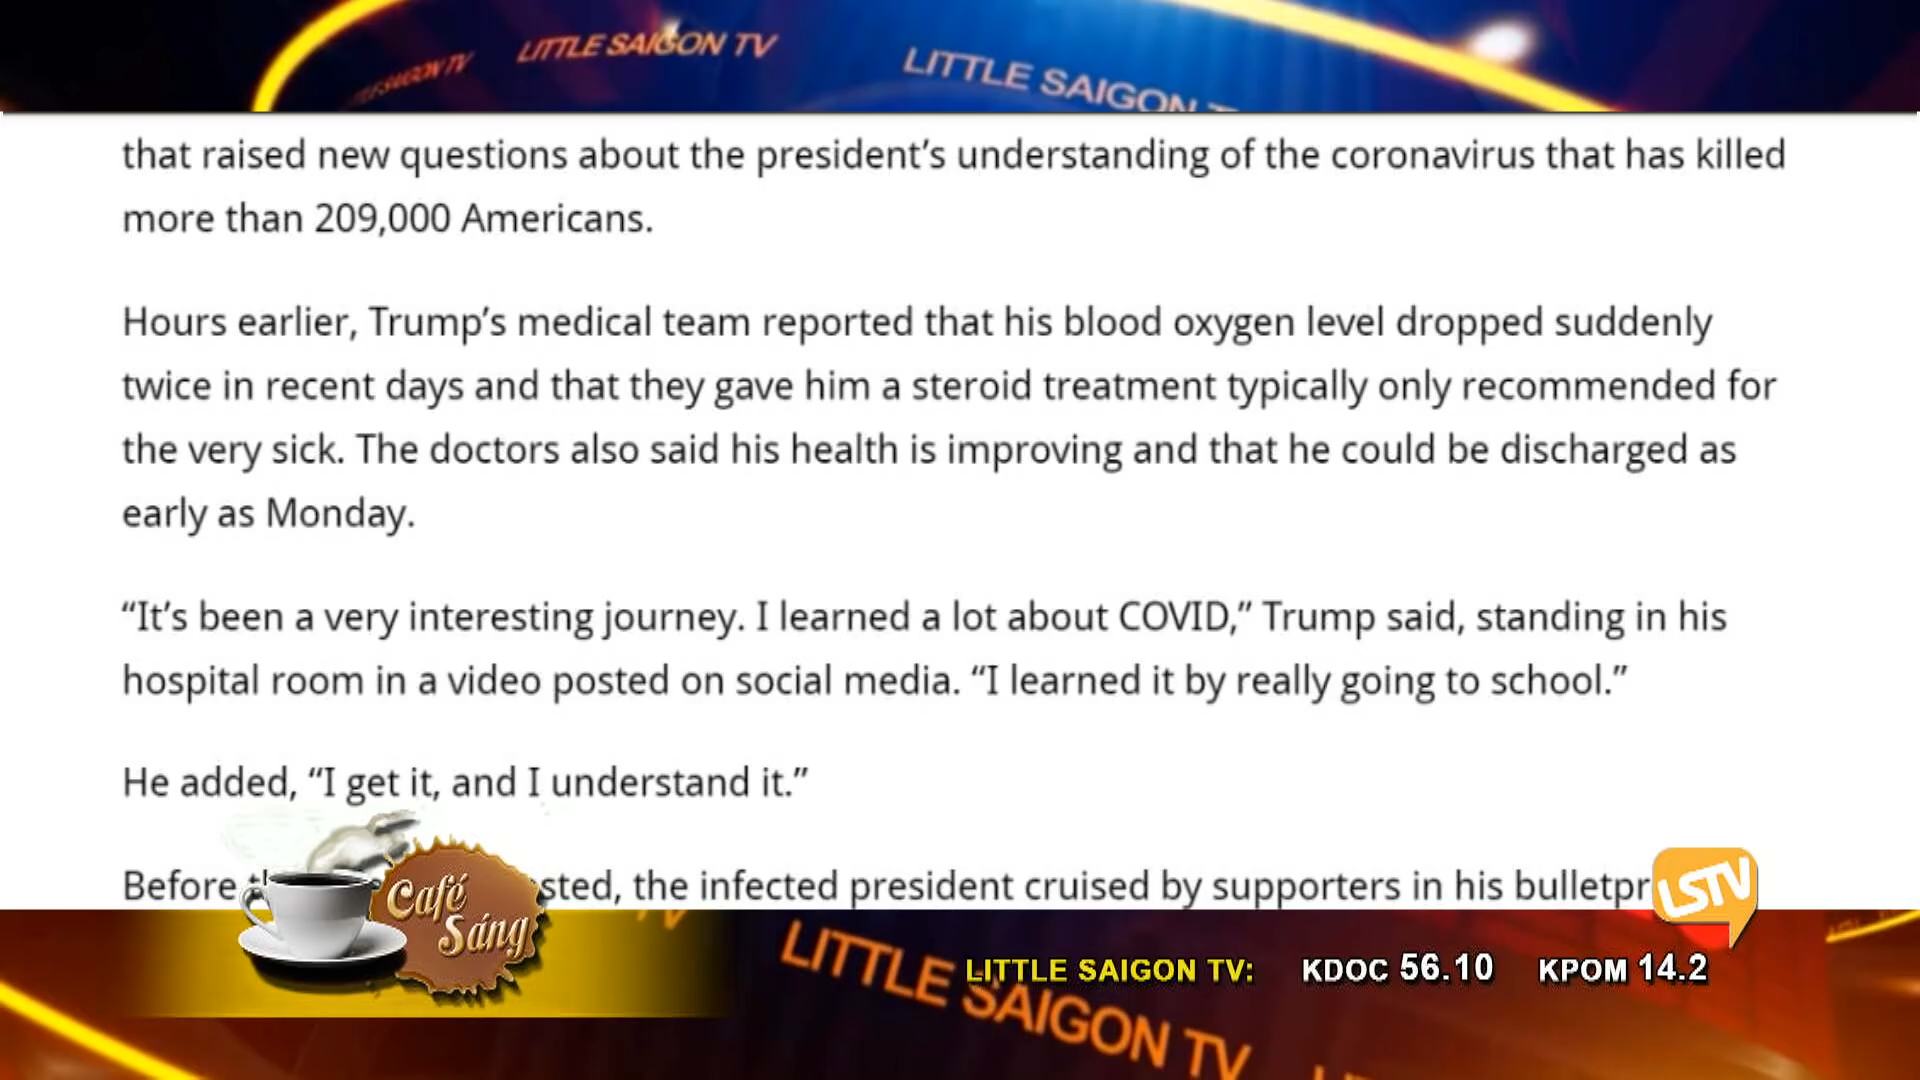 LITTLE SAIGON TV
LITTLE SAIGON TV
LITTLE SAIGON T
that raised new questions about the president’s understanding of the coronavirus that has killed
more than 209,000 Americans.
Hours earlier, Trump’s medical team reported that his blood oxygen level dropped suddenly
twice in recent days and that they gave him a steroid treatment typically only recommended for
the very sick. The doctors also said his health is improving and that he could be discharged as
early as Monday.
“It’s been a very interesting journey. I learned a lot about COVID,” Trump said, standing in his
hospital room in a video posted on social media. “I learned it by really going to school.”
He added, “I get it, and I understand it.”
Before sted, the infected president cruised by supporters in his bulletpr
LSTV
Café
Sáng
TV
LITTLE SAIGON TV
LITTLE SAIGON TV: KDOC 56.10 KPOM 14.2